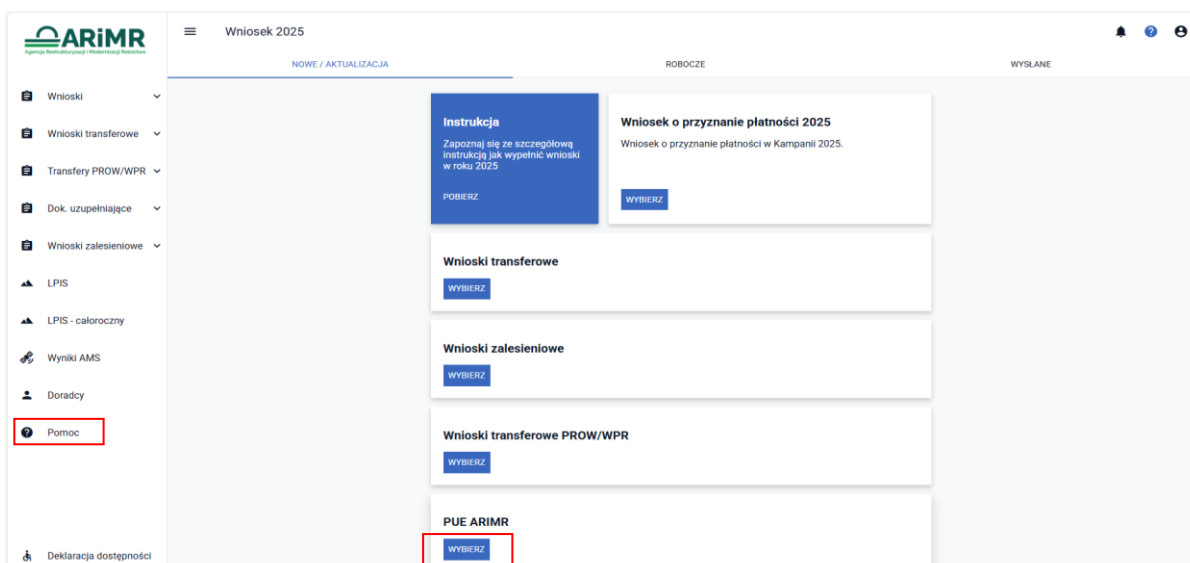 ARiMR
Agencja Restrukturyzacji i Modernizacji Rolnictwa
Wniosek 2025
NOWE / AKTUALIZACJA
ROBOCZE
WYSŁANE
Wnioski
Wnioski transferowe
Transfery PROW/WPR
Dok. uzupełniające
Wnioski zalesieniowe
LPIS
LPIS - całoroczny
Wyniki AMS
Doradcy
Pomoc
Deklaracja dostępności
Instrukcja
Zapoznaj się ze szczegółową
instrukcją jak wypełnić wnioski
w roku 2025
POBIERZ
Wniosek o przyznanie płatności 2025
Wniosek o przyznanie płatności w Kampanii 2025.
WYBIERZ
Wnioski transferowe
WYBIERZ
Wnioski zalesieniowe
WYBIERZ
Wnioski transferowe PROW/WPR
WYBIERZ
PUE ARIMR
WYBIERZ